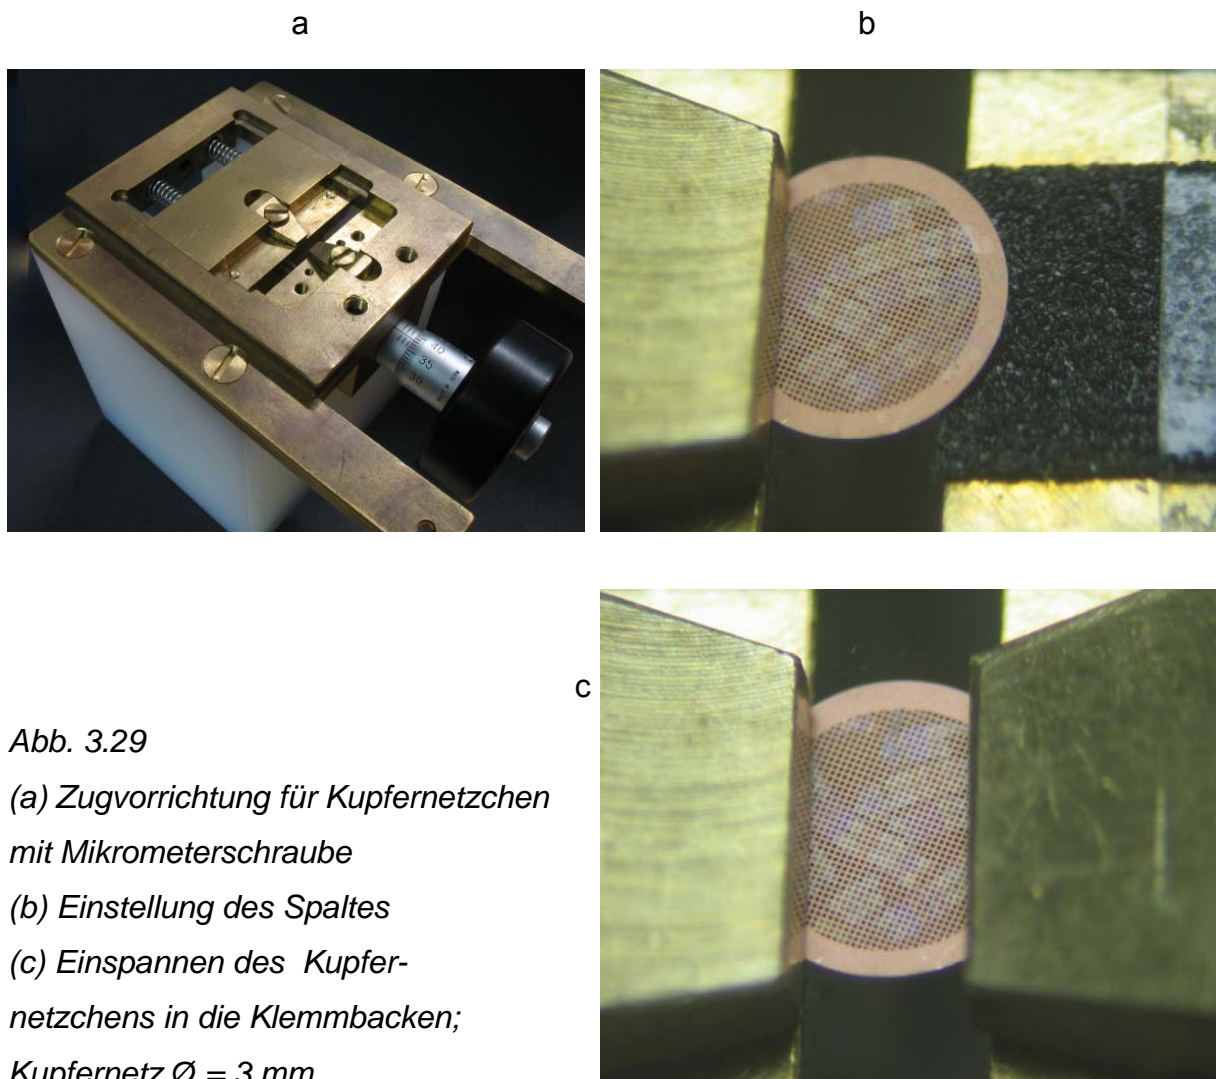 a
b
40
35
30
c
Abb. 3.29
(a) Zugvorrichtung für Kupfernetzchen
mit Mikrometerschraube
(b) Einstellung des Spaltes
(c) Einspannen des Kupfer-
netzchens in die Klemmbacken;
Kupfernetz Ø = 3 mm